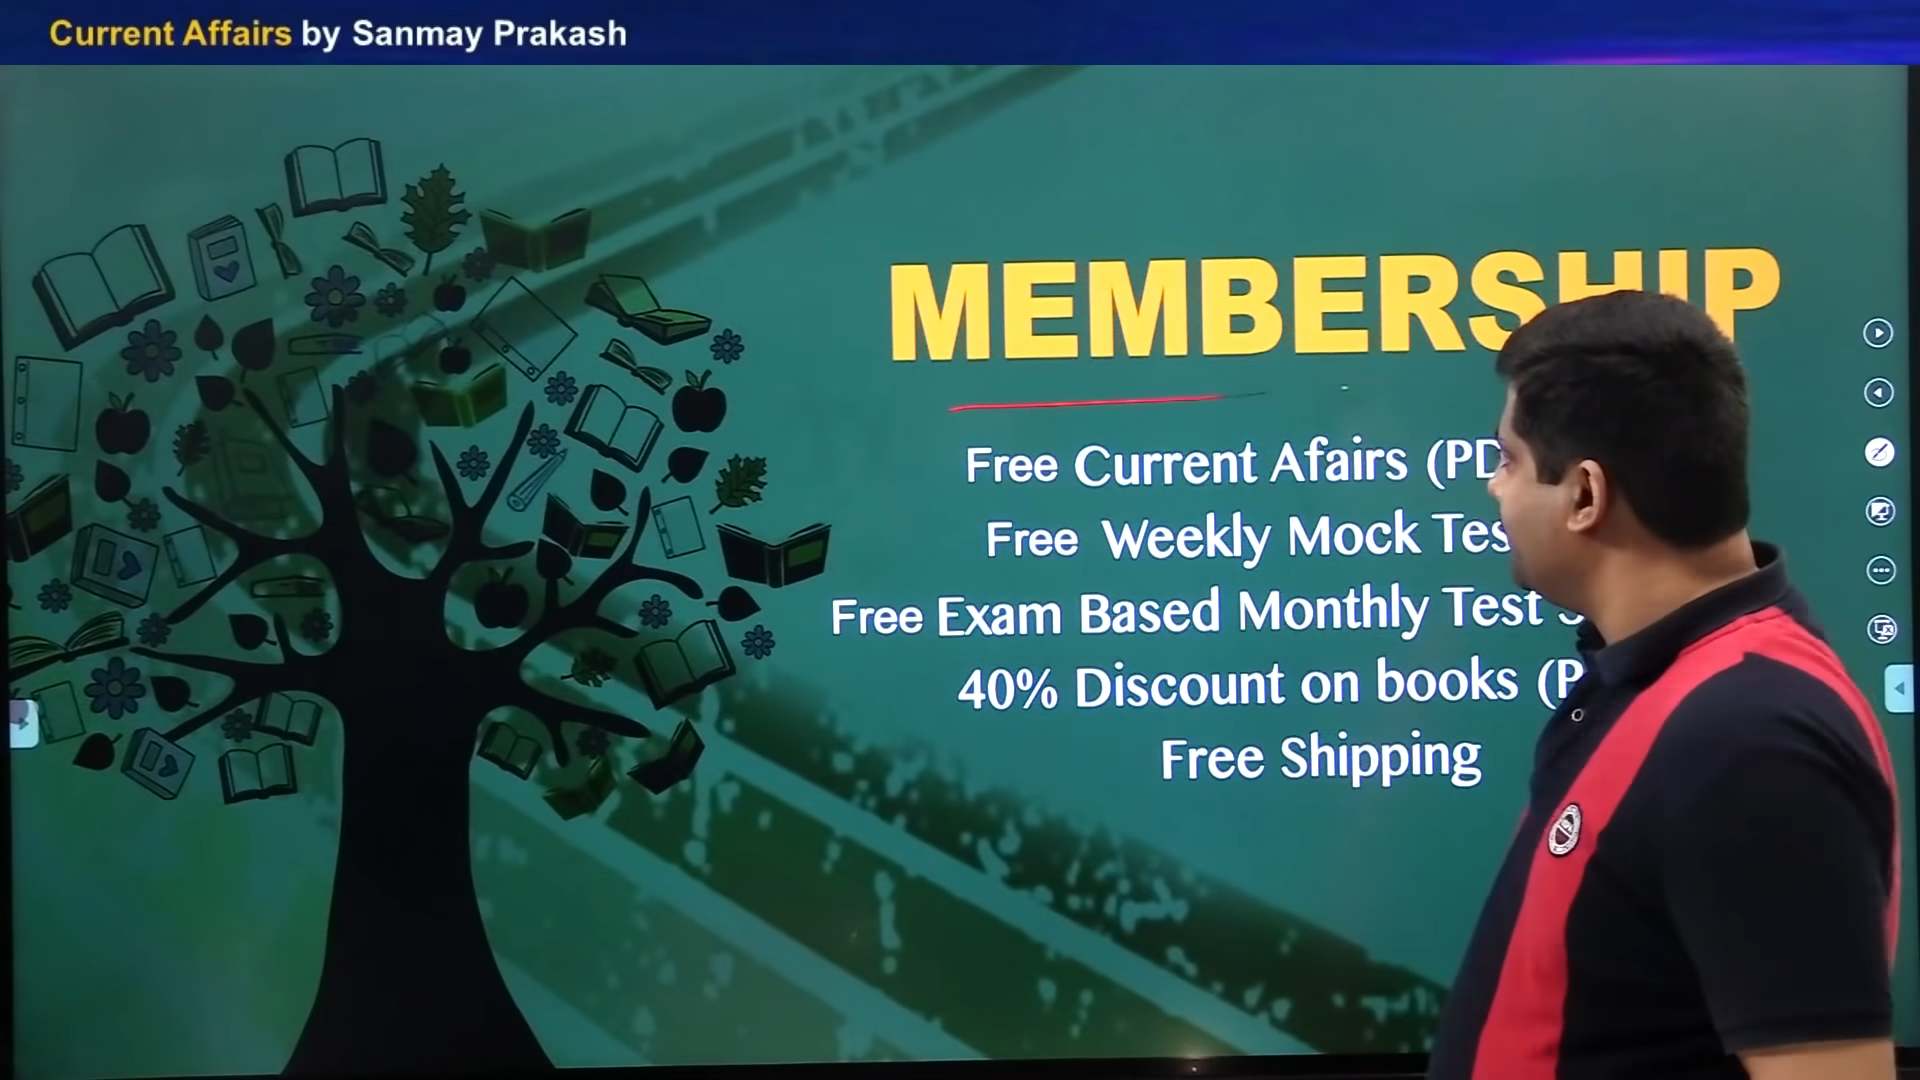 Current Affairs by Sanmay Prakash
MEMBERSHIP
Free Current Afairs (PD
Free Weekly Mock Tes
Free Exam Based Monthly Test
40% Discount on books (P
Free Shipping